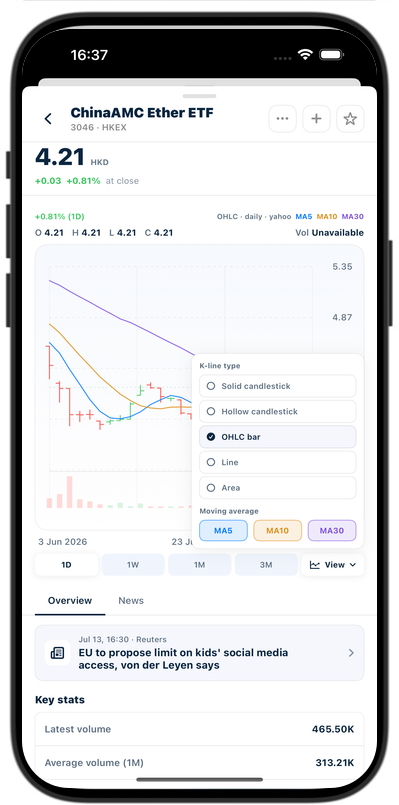 16:37
ChinaAMC Ether ETF
3046 · HKEX
4.21 HKD
+0.03 +0.81% at close
+0.81% (1D)
OHLC · daily · yahoo MA5 MA10 MA30
O 4.21 H 4.21 L 4.21 C 4.21
Vol Unavailable
5.35
4.87
K-line type
Solid candlestick
Hollow candlestick
OHLC bar
Line
Area
Moving average
MA5 MA10 MA30
3 Jun 2026
1D 1W 1M 3M View
Overview News
Jul 13, 16:30 · Reuters
EU to propose limit on kids' social media
access, von der Leyen says
Key stats
Latest volume 465.50K
Average volume (1M) 313.21K